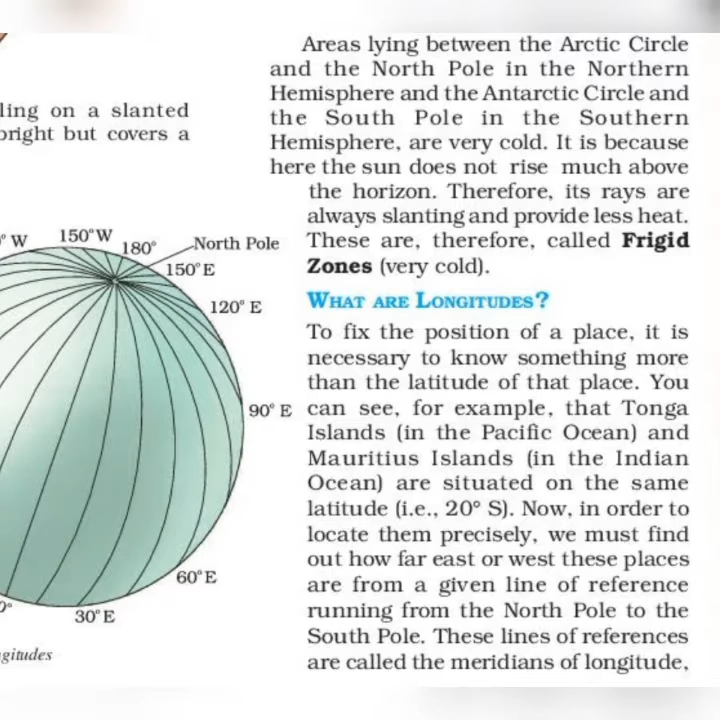 ling on a slanted
bright but covers a
° W
150° W
180°
North Pole
150° E
120° E
90° E
60° E
0°
30° E
gitudes
Areas lying between the Arctic Circle
and the North Pole in the Northern
Hemisphere and the Antarctic Circle and
the South Pole in the Southern
Hemisphere, are very cold. It is because
here the sun does not rise much above
the horizon. Therefore, its rays are
always slanting and provide less heat.
These are, therefore, called Frigid
Zones (very cold).
WHAT ARE LONGITUDES?
To fix the position of a place, it is
necessary to know something more
than the latitude of that place. You
can see, for example, that Tonga
Islands (in the Pacific Ocean) and
Mauritius Islands (in the Indian
Ocean) are situated on the same
latitude (i.e., 20° S). Now, in order to
locate them precisely, we must find
out how far east or west these places
are from a given line of reference
running from the North Pole to the
South Pole. These lines of references
are called the meridians of longitude,